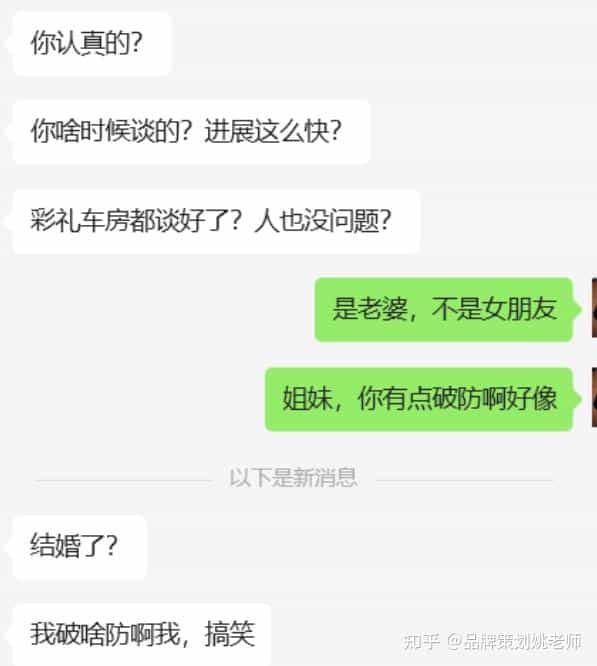 你认真的？
你啥时候谈的？进展这么快？
彩礼车房都谈好了？人也没问题？
是老婆，不是女朋友
姐妹，你有点破防啊好像
以下是新消息
结婚了？
我破啥防啊我，搞笑
知乎 @品牌策划姚老师